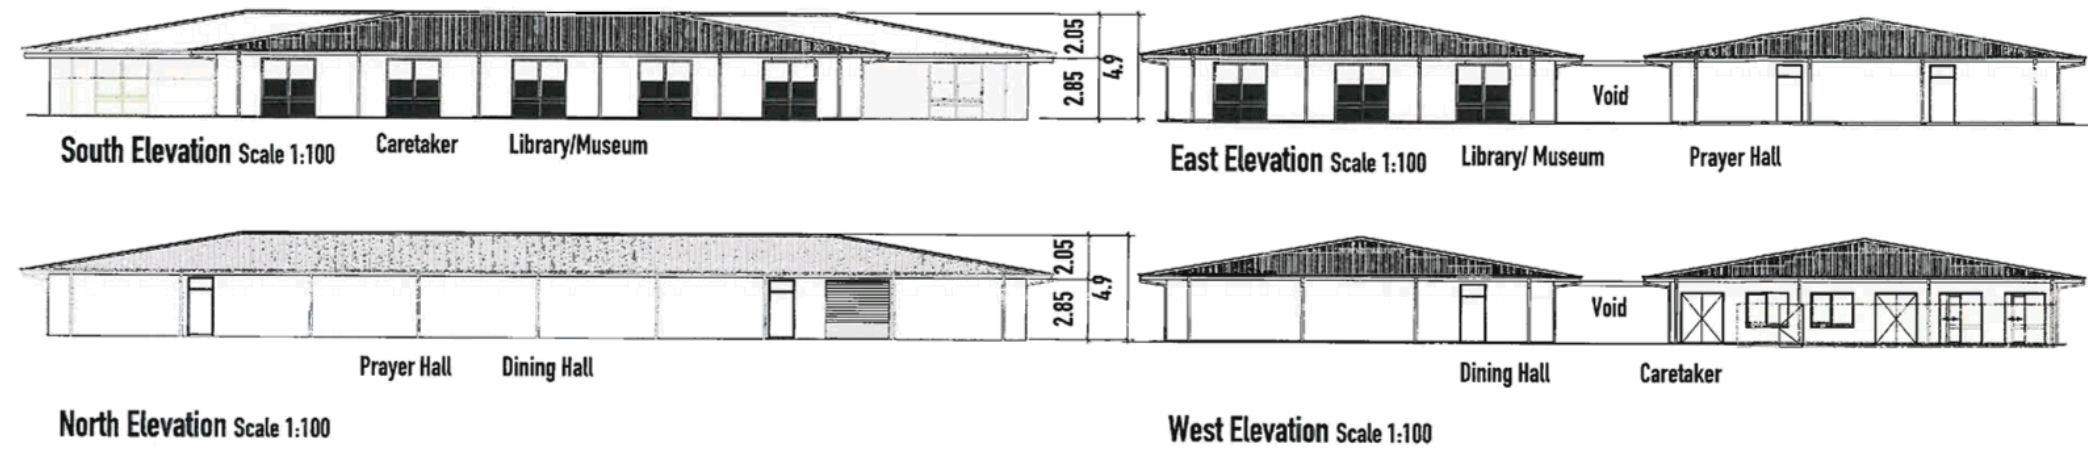 2.05
2.85
4.9
South Elevation Scale 1:100
Caretaker
Library/Museum
Void
East Elevation Scale 1:100
Library/ Museum
Prayer Hall
2.05
2.85
4.9
Prayer Hall
Dining Hall
North Elevation Scale 1:100
Void
Dining Hall
Caretaker
West Elevation Scale 1:100